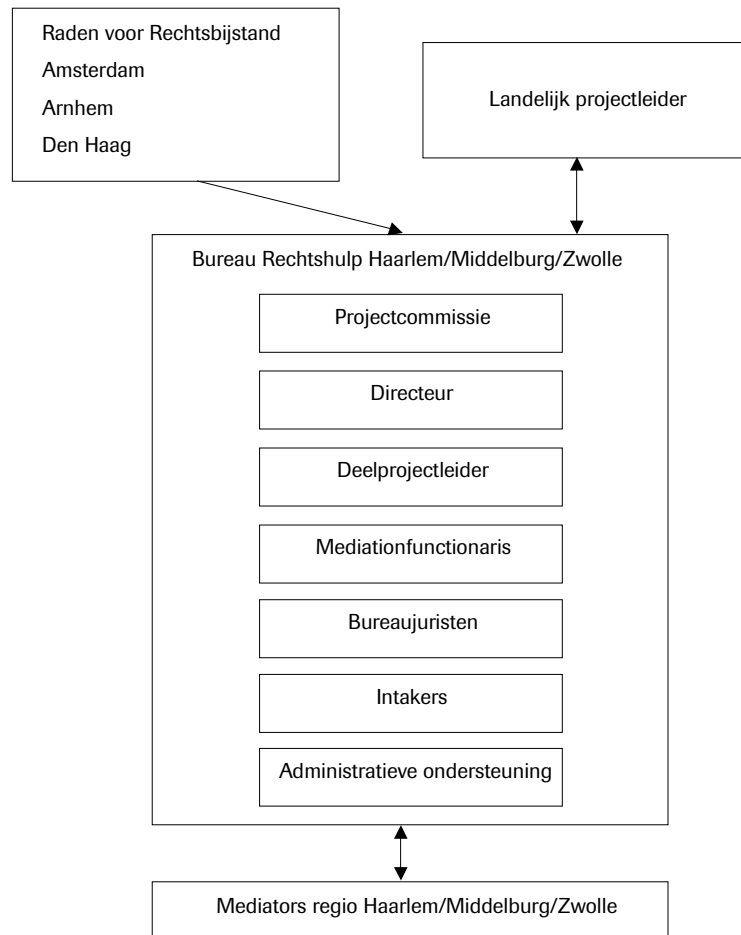 Raden voor Rechtsbijstand
Amsterdam
Arnhem
Den Haag
Landelijk projectleider
Bureau Rechtshulp Haarlem/Middelburg/Zwolle
Projectcommissie
Directeur
Deelprojectleider
Mediationfunctionaris
Bureaujuristen
Intakers
Administratieve ondersteuning
Mediators regio Haarlem/Middelburg/Zwolle